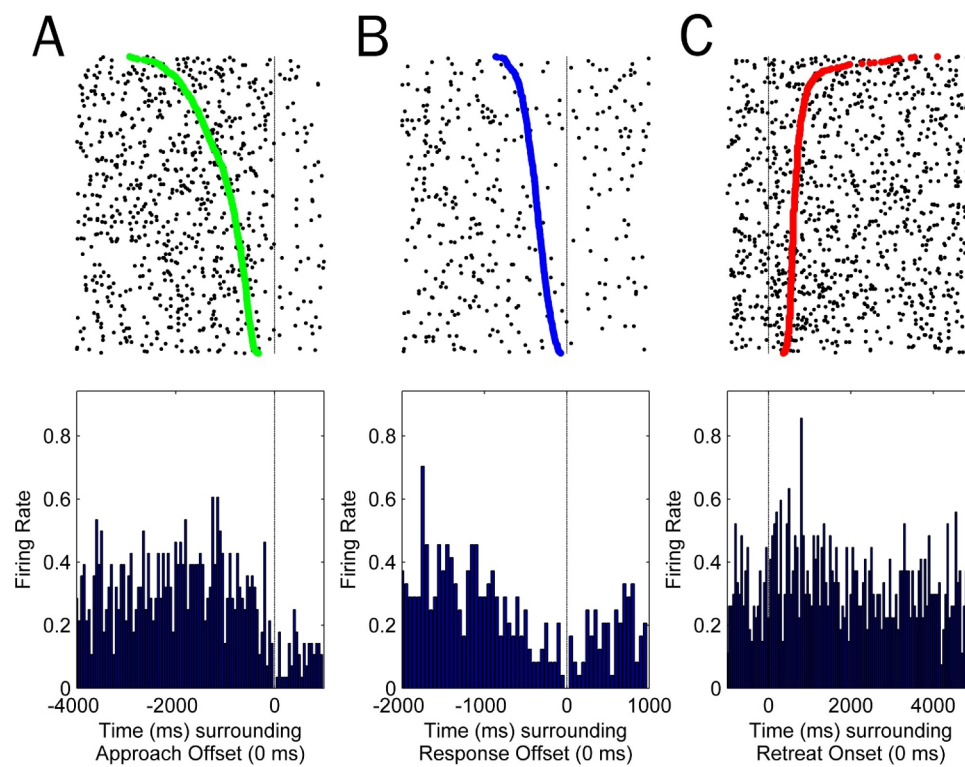 A
B
C
Firing Rate
0.8
0.6
0.4
0.2
0
-4000
-2000
0
Time (ms) surrounding
Approach Offset (0 ms)
Firing Rate
0.8
0.6
0.4
0.2
0
-2000
-1000
0
1000
Time (ms) surrounding
Response Offset (0 ms)
Firing Rate
0.8
0.6
0.4
0.2
0
0
2000
4000
Time (ms) surrounding
Retreat Onset (0 ms)